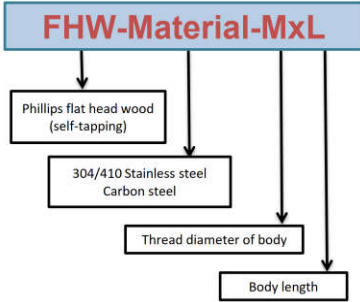 FHW-Material-MxL
Phillips flat head wood
(self-tapping)
304/410 Stainless steel
Carbon steel
Thread diameter of body
Body length